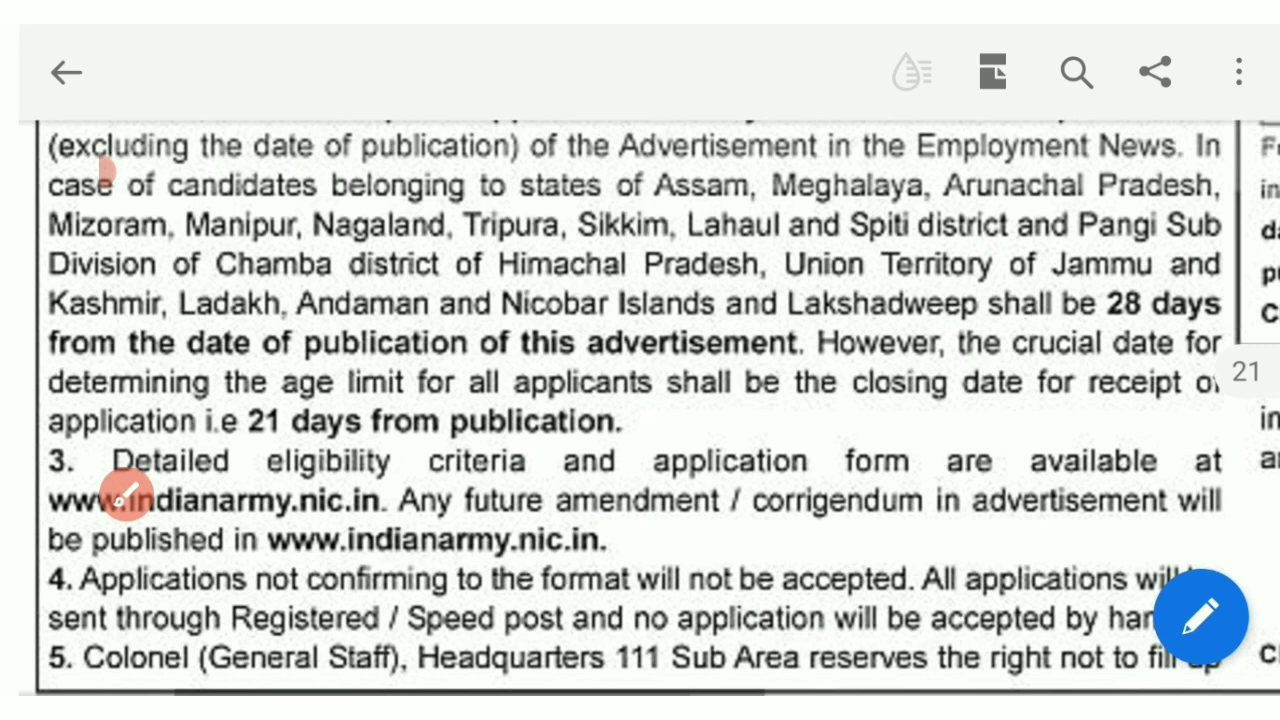 (excluding the date of publication) of the Advertisement in the Employment News. In
case of candidates belonging to states of Assam, Meghalaya, Arunachal Pradesh,
Mizoram, Manipur, Nagaland, Tripura, Sikkim, Lahaul and Spiti district and Pangi Sub
Division of Chamba district of Himachal Pradesh, Union Territory of Jammu and
Kashmir, Ladakh, Andaman and Nicobar Islands and Lakshadweep shall be 28 days
from the date of publication of this advertisement. However, the crucial date for
determining the age limit for all applicants shall be the closing date for receipt of
application i.e 21 days from publication.
3. Detailed eligibility criteria and application form are available at
www.indianarmy.nic.in. Any future amendment / corrigendum in advertisement will
be published in www.indianarmy.nic.in.
4. Applications not confirming to the format will not be accepted. All applications will
sent through Registered / Speed post and no application will be accepted by
5. Colonel (General Staff), Headquarters 111 Sub Area reserves the right not to fill up
21